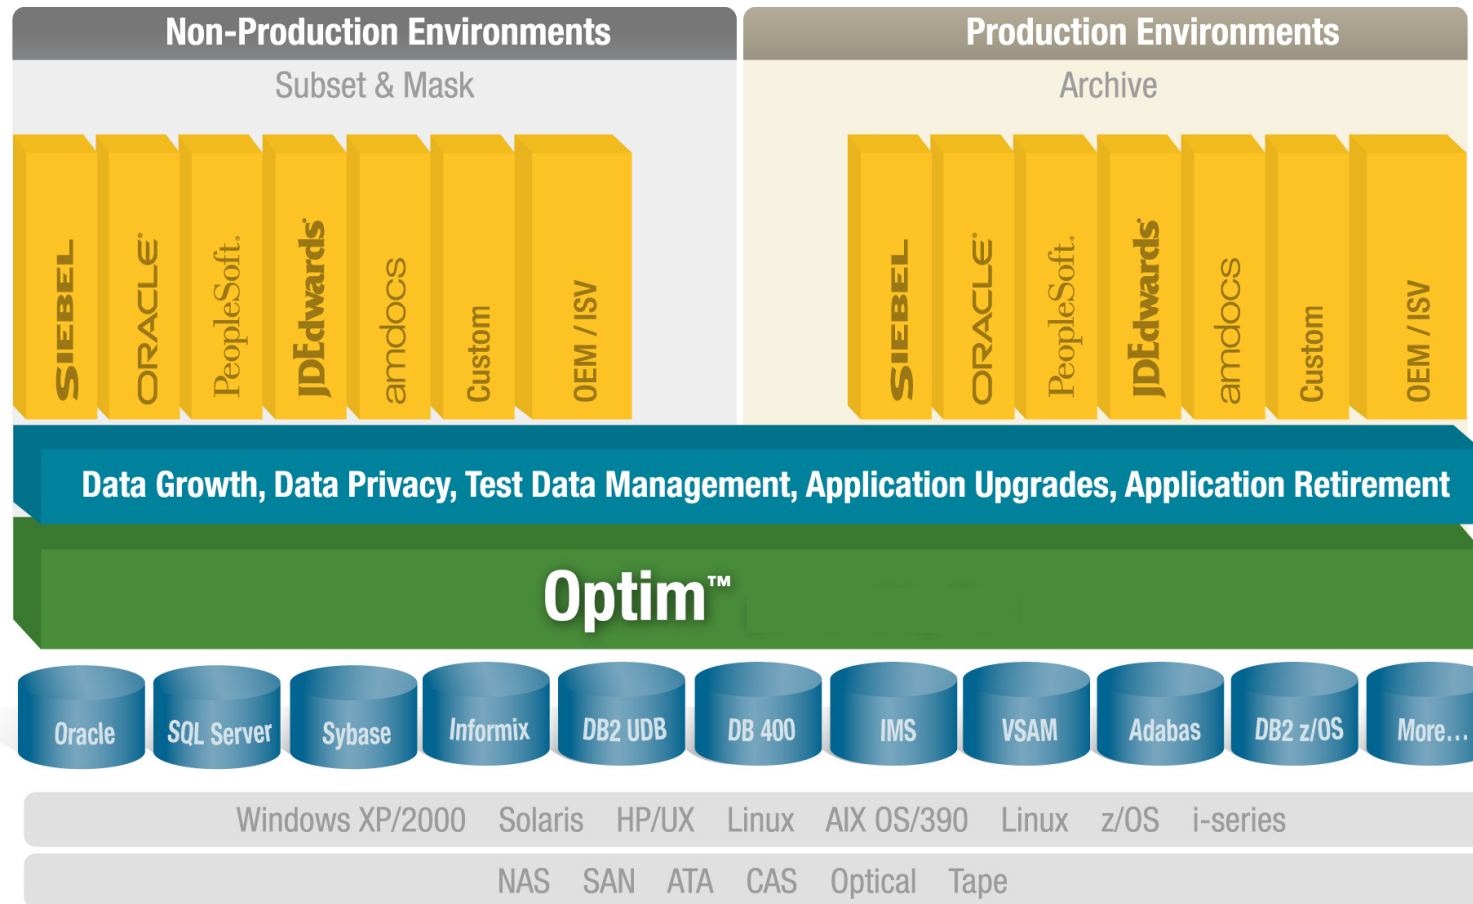 Non-Production Environments
Subset & Mask
SIEBEL
ORACLE®
PeopleSoft.
JDEdwards®
amdocs
Custom
OEM / ISV
Production Environments
Archive
SIEBEL
ORACLE®
PeopleSoft.
JDEdwards®
amdocs
Custom
OEM / ISV
Data Growth, Data Privacy, Test Data Management, Application Upgrades, Application Retirement
Optim™
Oracle
SQL Server
Sybase
Informix
DB2 UDB
DB 400
IMS
VSAM
Adabas
DB2 z/OS
More...
Windows XP/2000 Solaris HP/UX Linux AIX OS/390 Linux z/OS i-series
NAS SAN ATA CAS Optical Tape